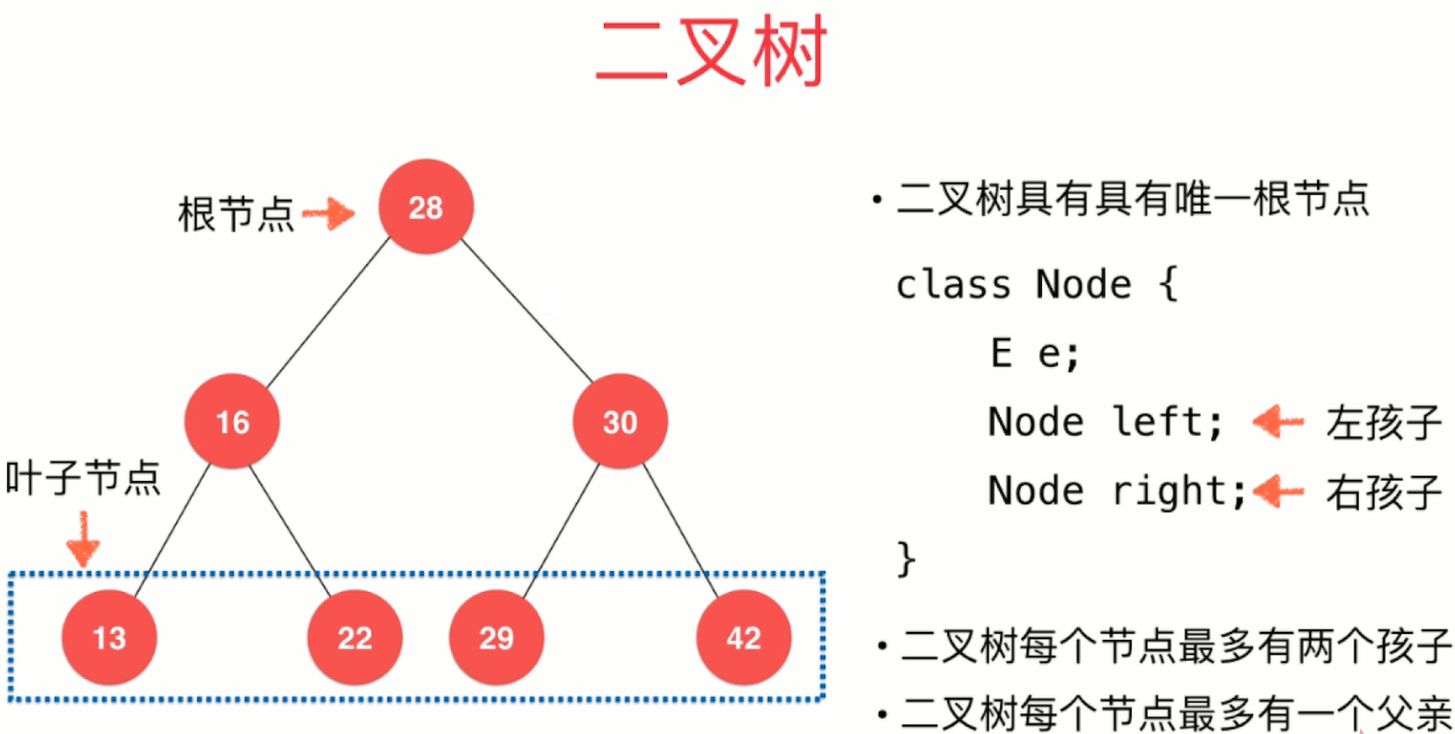 二叉树
根节点
28
16
30
叶子节点
13
22
29
42
• 二叉树具有具有唯一根节点
class Node {
E e;
Node left; 左孩子
Node right; 右孩子
}
• 二叉树每个节点最多有两个孩子
• 二叉树每个节点最多有一个父亲